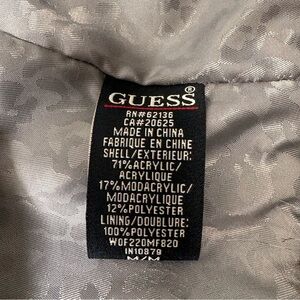 GUESS®
RN#62136
CA#20625
MADE IN CHINA
FABRIQUE EN CHINE
SHELL/EXTERIEUR:
71%ACRYLIC/
ACRYLIQUE
17%MODACRYLIC/
MODACRYLIQUE
12%POLYESTER
LINING/DOUBLURE:
100%POLYESTER
WOF220MF820
IN10879
M/M